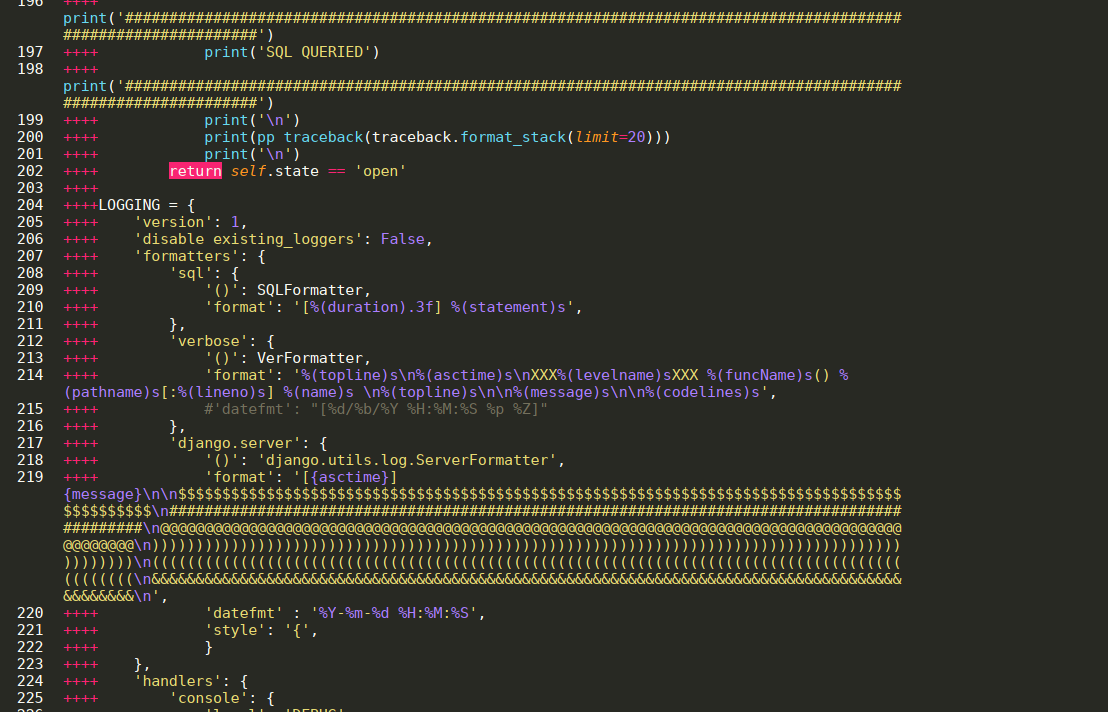 196 ++++
print('########################################################################################
######################')
197 ++++ print('SQL QUERIED')
198 ++++
print('########################################################################################
######################')
199 ++++ print('\n')
200 ++++ print(pp traceback(traceback.format_stack(limit=20)))
201 ++++ print('\n')
202 ++++ return self.state == 'open'
203 ++++
204 ++++LOGGING = {
205 ++++ 'version': 1,
206 ++++ 'disable existing_loggers': False,
207 ++++ 'formatters': {
208 ++++ 'sql': {
209 ++++ '()': SQLFormatter,
210 ++++ 'format': '[%(duration).3f] %(statement)s',
211 ++++ },
212 ++++ 'verbose': {
213 ++++ '()': VerFormatter,
214 ++++ 'format': '%(topline)s\n%(asctime)s\nXXX%(levelname)sXXX %(funcName)s() %
(pathname)s[:%(lineno)s] %(name)s \n%(topline)s\n\n%(message)s\n\n%(codelines)s',
215 ++++ #'datefmt': "[%d/%b/%Y %H:%M:%S %p %Z]"
216 ++++ },
217 ++++ 'django.server': {
218 ++++ '()': 'django.utils.log.ServerFormatter',
219 ++++ 'format': '[{asctime}]
{message}\n\n$$$$$$$$$$$$$$$$$$$$$$$$$$$$$$$$$$$$$$$$$$$$$$$$$$$$$$$$$$$$$$$$$$$$$$$$$$$$$$$$$$
$$$$$$$$$$\n###################################################################################
#########\n@@@@@@@@@@@@@@@@@@@@@@@@@@@@@@@@@@@@@@@@@@@@@@@@@@@@@@@@@@@@@@@@@@@@@@@@@@@@@@@@@@@@
@@@@@@@@\n)))))))))))))))))))))))))))))))))))))))))))))))))))))))))))))))))))))))))))))))))))))
))))))))\n(((((((((((((((((((((((((((((((((((((((((((((((((((((((((((((((((((((((((((((((((((((
((((((((\n&&&&&&&&&&&&&&&&&&&&&&&&&&&&&&&&&&&&&&&&&&&&&&&&&&&&&&&&&&&&&&&&&&&&&&&&&&&&&&&&&&&&&&&&&&&&
&&&&&&&&\n',
220 ++++ 'datefmt' : '%Y-%m-%d %H:%M:%S',
221 ++++ 'style': '{',
222 ++++ }
223 ++++ },
224 ++++ 'handlers': {
225 ++++ 'console': {